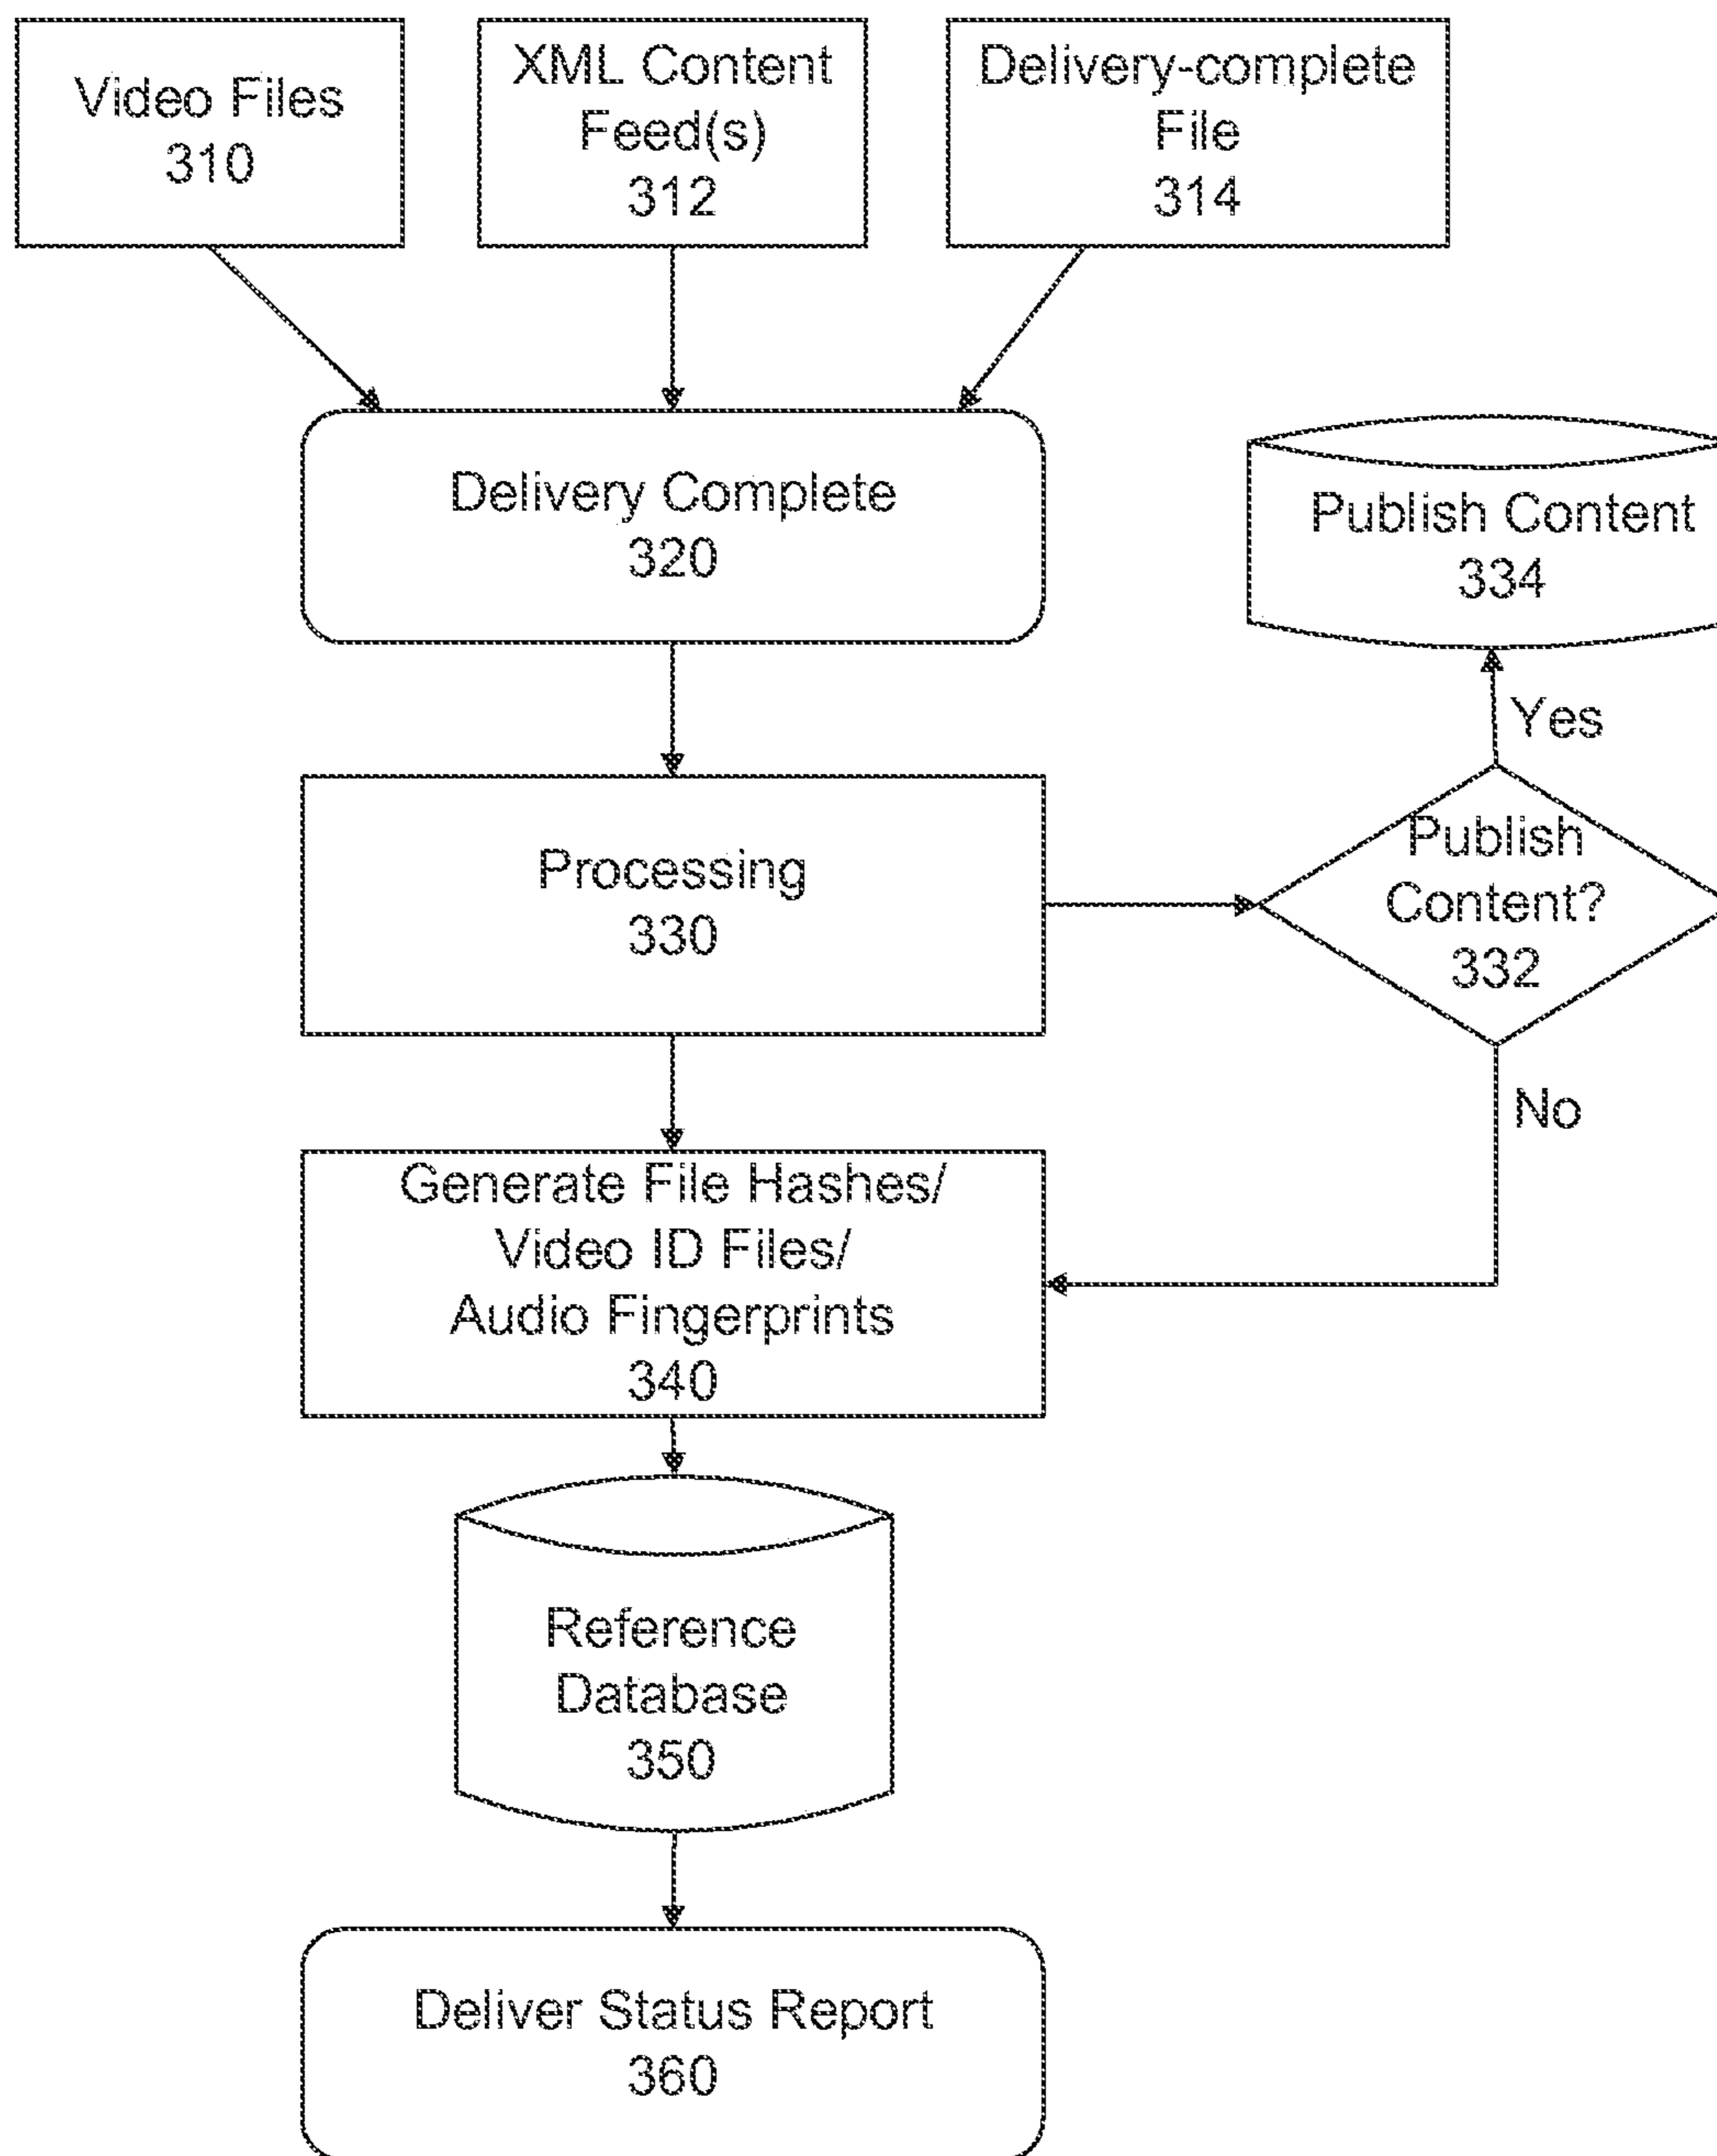 Video Files
310
XML Content
Feed(s)
312
Delivery-complete
File
314
Delivery Complete
320
Publish Content
334
Yes
Processing
330
Publish
Content?
332
No
Generate File Hashes/
Video ID Files/
Audio Fingerprints
340
Reference
Database
350
Deliver Status Report
360